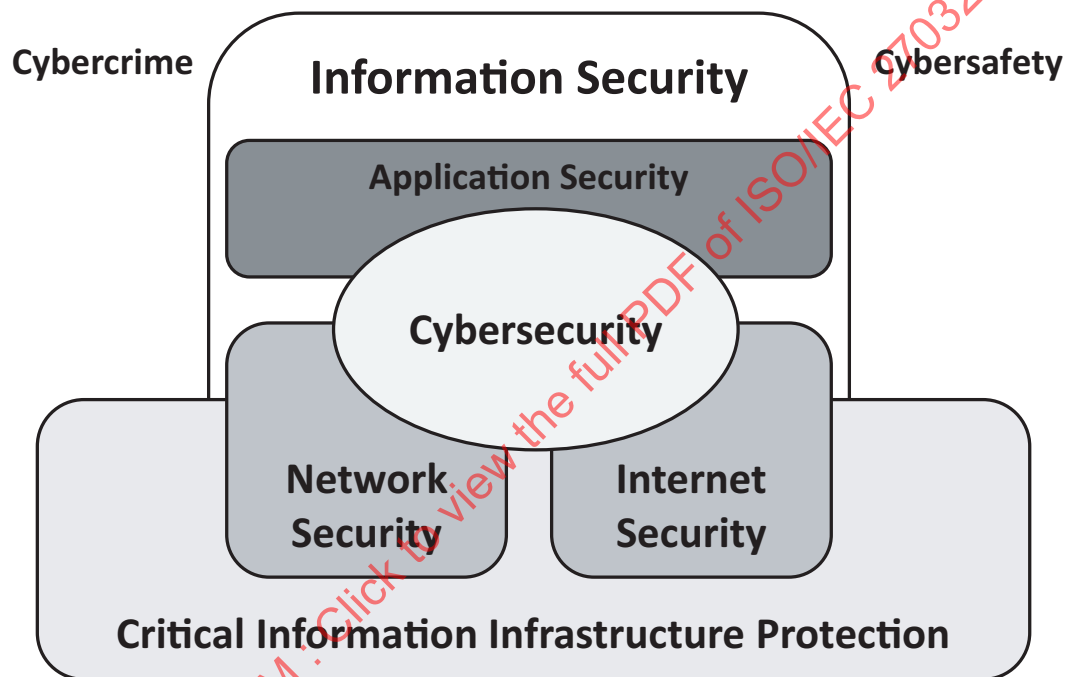 Cybercrime
Information Security
Cybersafety
Application Security
Cybersecurity
Network
Security
Internet
Security
Critical Information Infrastructure Protection
M : Click to view the full PDF of ISO/IEC 27032